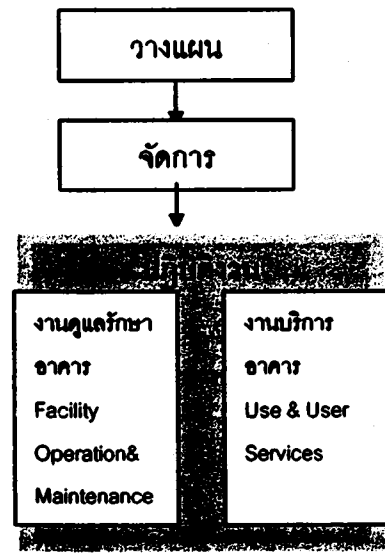 วางแผน
จัดการ
งานดูแลรักษา
อาคาร
Facility
Operation&
Maintenance
งานบริการ
อาคาร
Use & User
Services